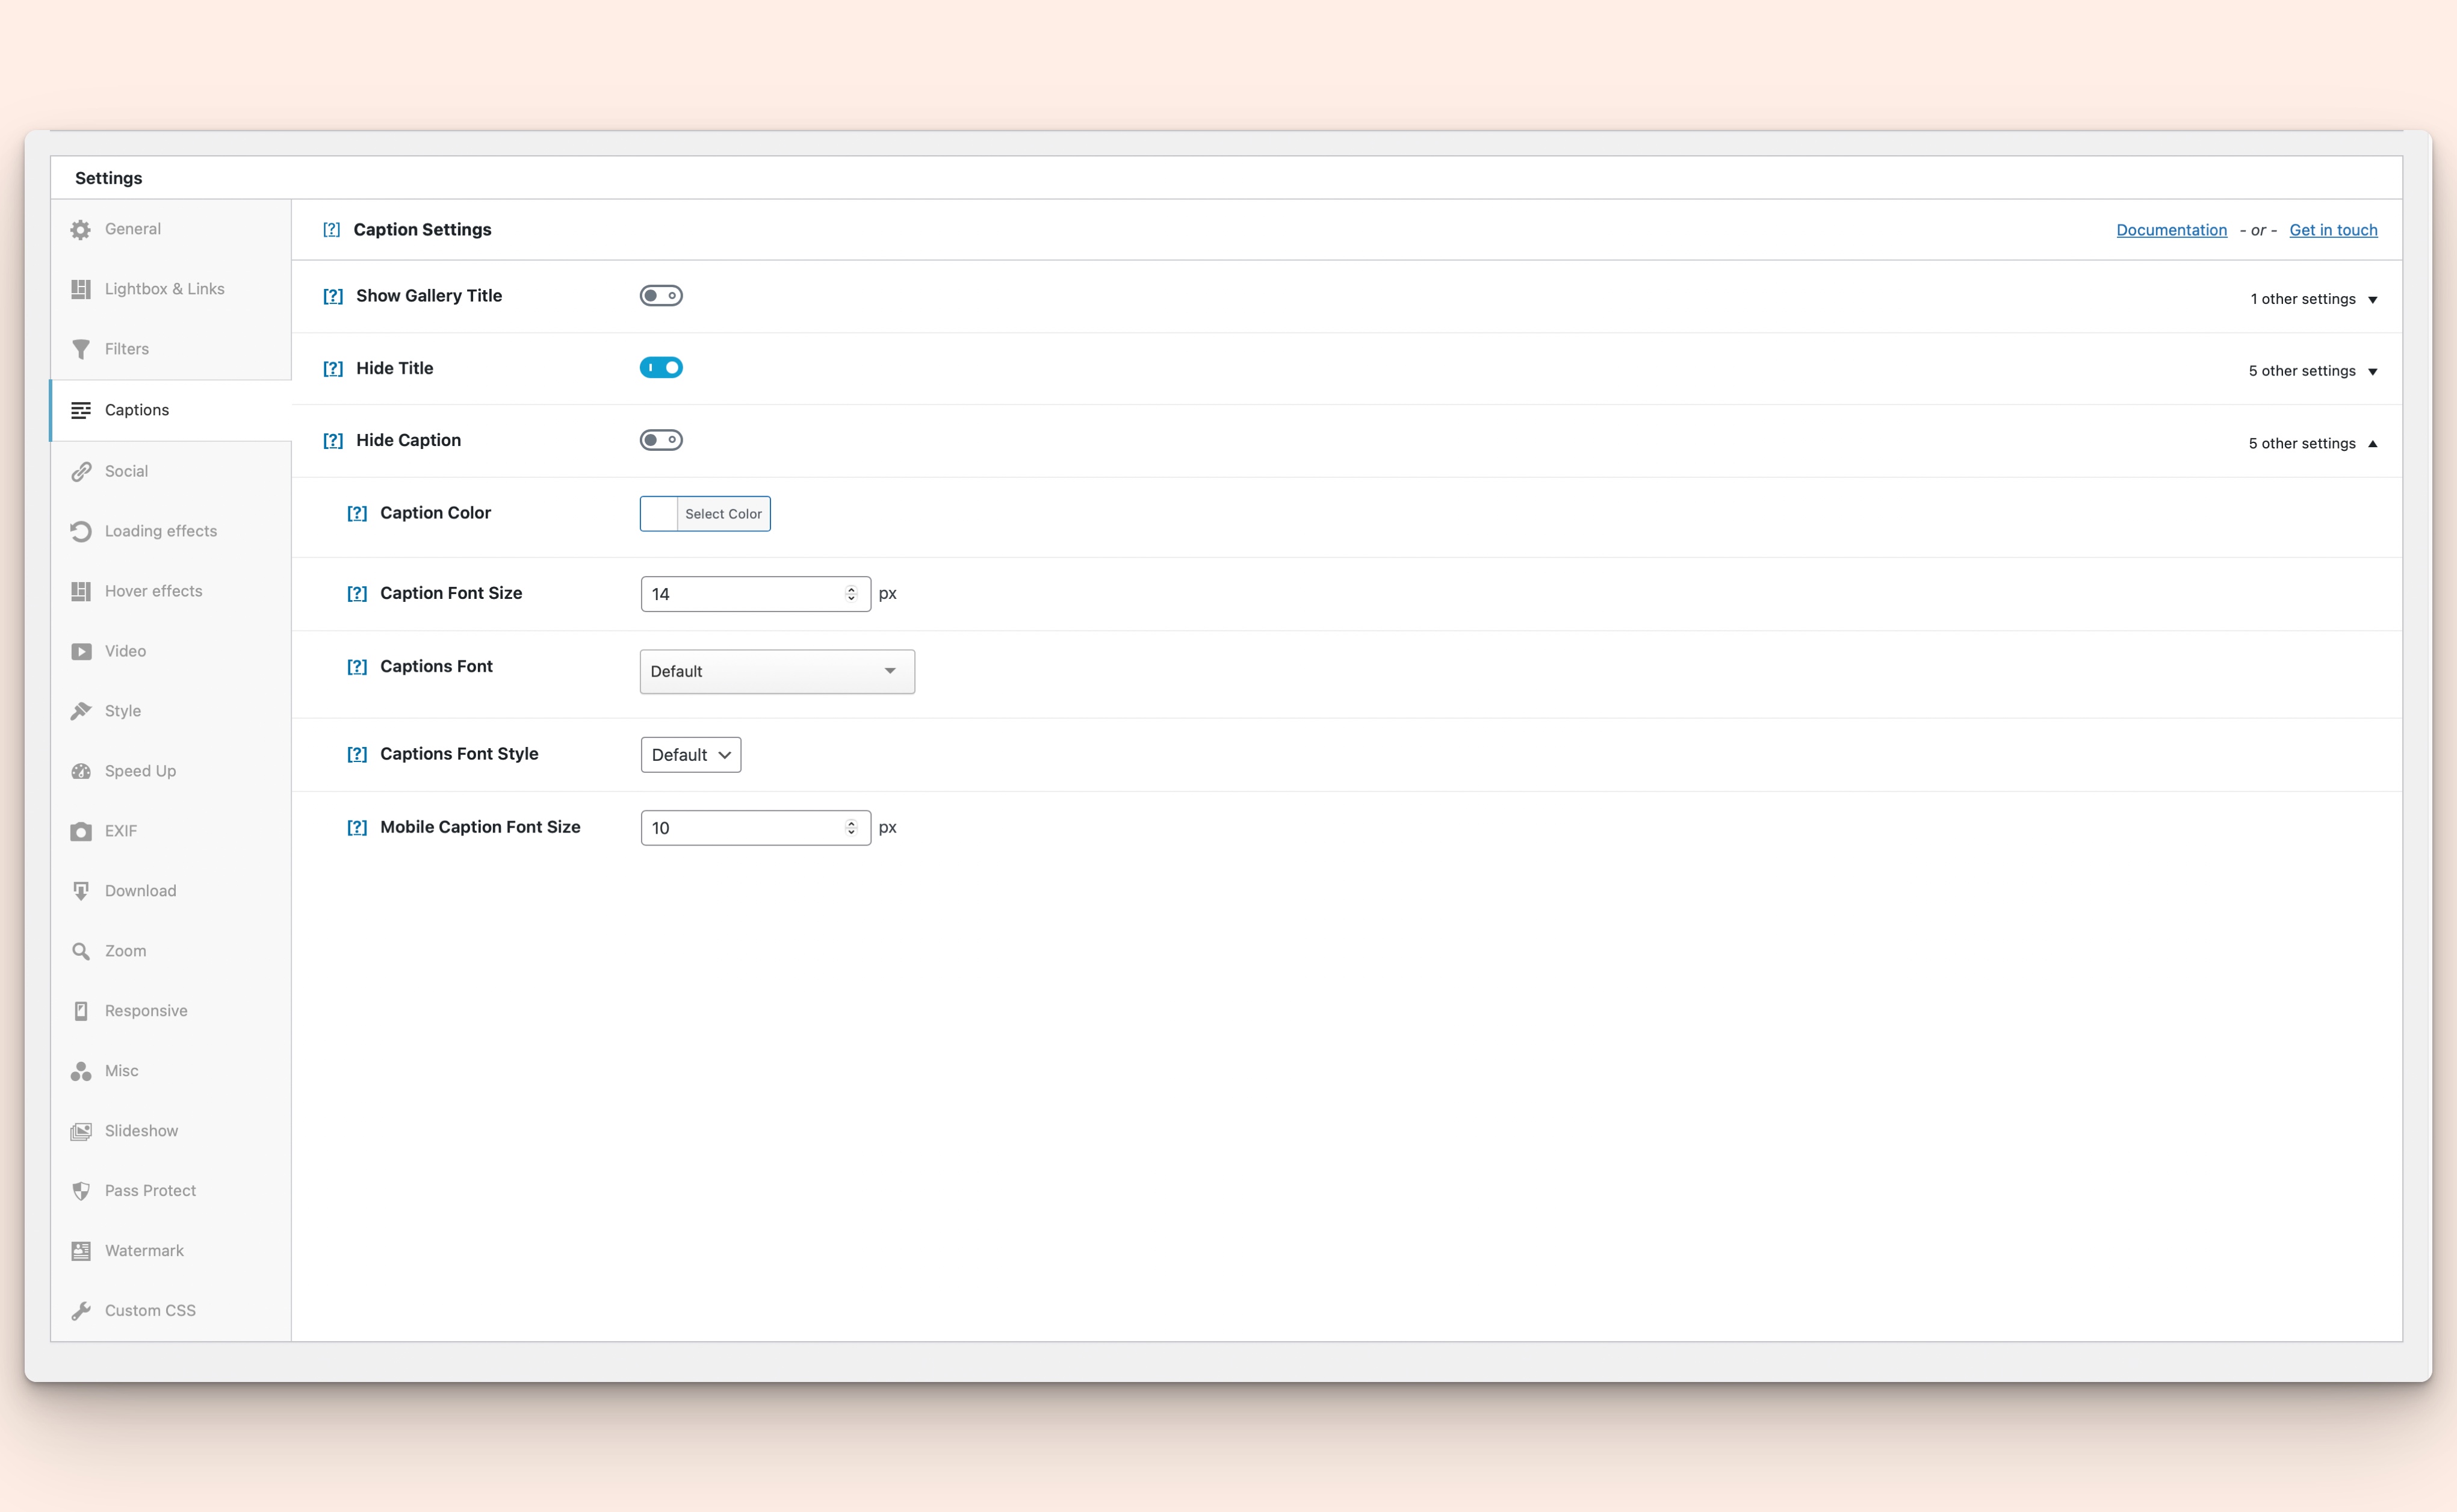 Settings
General
Lightbox & Links
Filters
Captions
Social
Loading effects
Hover effects
Video
Style
Speed Up
EXIF
Download
Zoom
Responsive
Misc
Slideshow
Pass Protect
Watermark
Custom CSS
[?] Caption Settings Documentation - or - Get in touch
[?] Show Gallery Title 1 other settings ▼
[?] Hide Title 5 other settings ▼
[?] Hide Caption 5 other settings ▲
[?] Caption Color Select Color
[?] Caption Font Size 14 px
[?] Captions Font Default
[?] Captions Font Style Default
[?] Mobile Caption Font Size 10 px